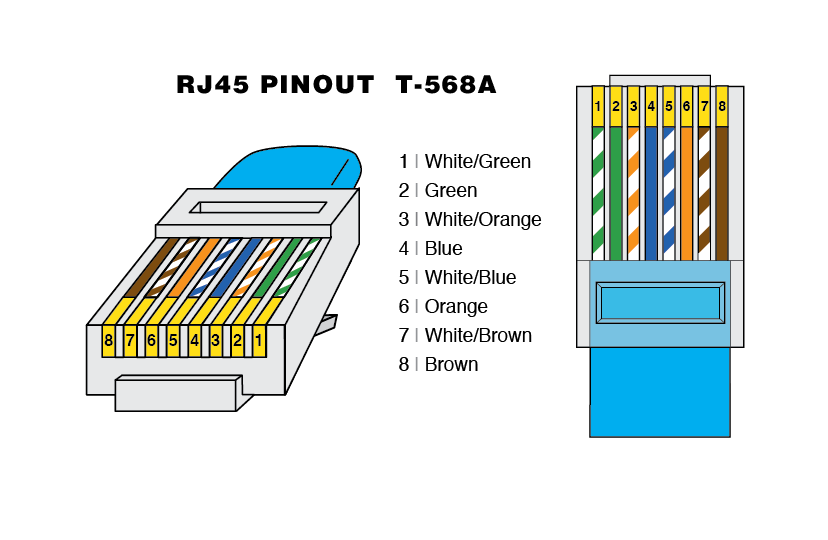 RJ45 PINOUT T-568A
1 | White/Green
2 | Green
3 | White/Orange
4 | Blue
5 | White/Blue
6 | Orange
7 | White/Brown
8 | Brown
8 7 6 5 4 3 2 1
1 2 3 4 5 6 7 8